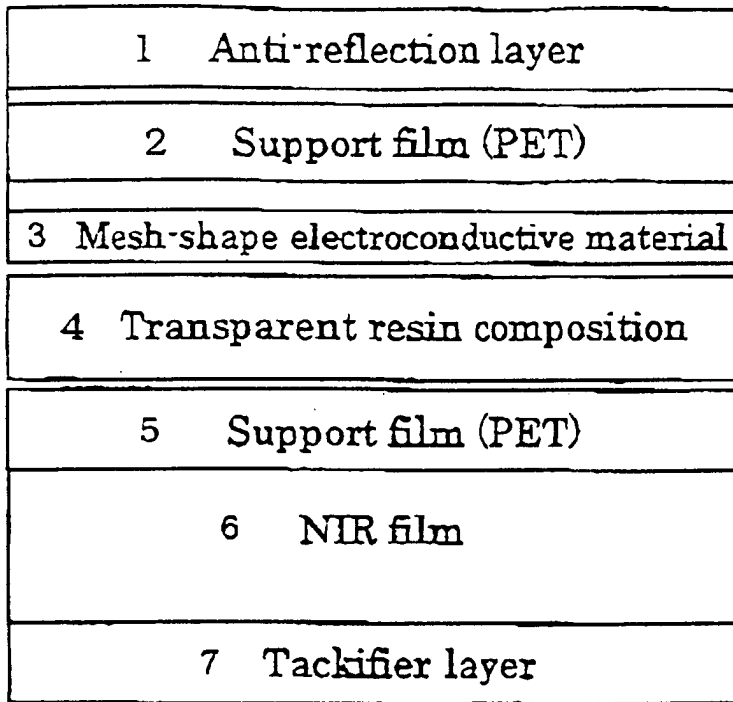 1 Anti-reflection layer
2 Support film (PET)
3 Mesh-shape electroconductive material
4 Transparent resin composition
5 Support film (PET)
6 NIR film
7 Tackifier layer